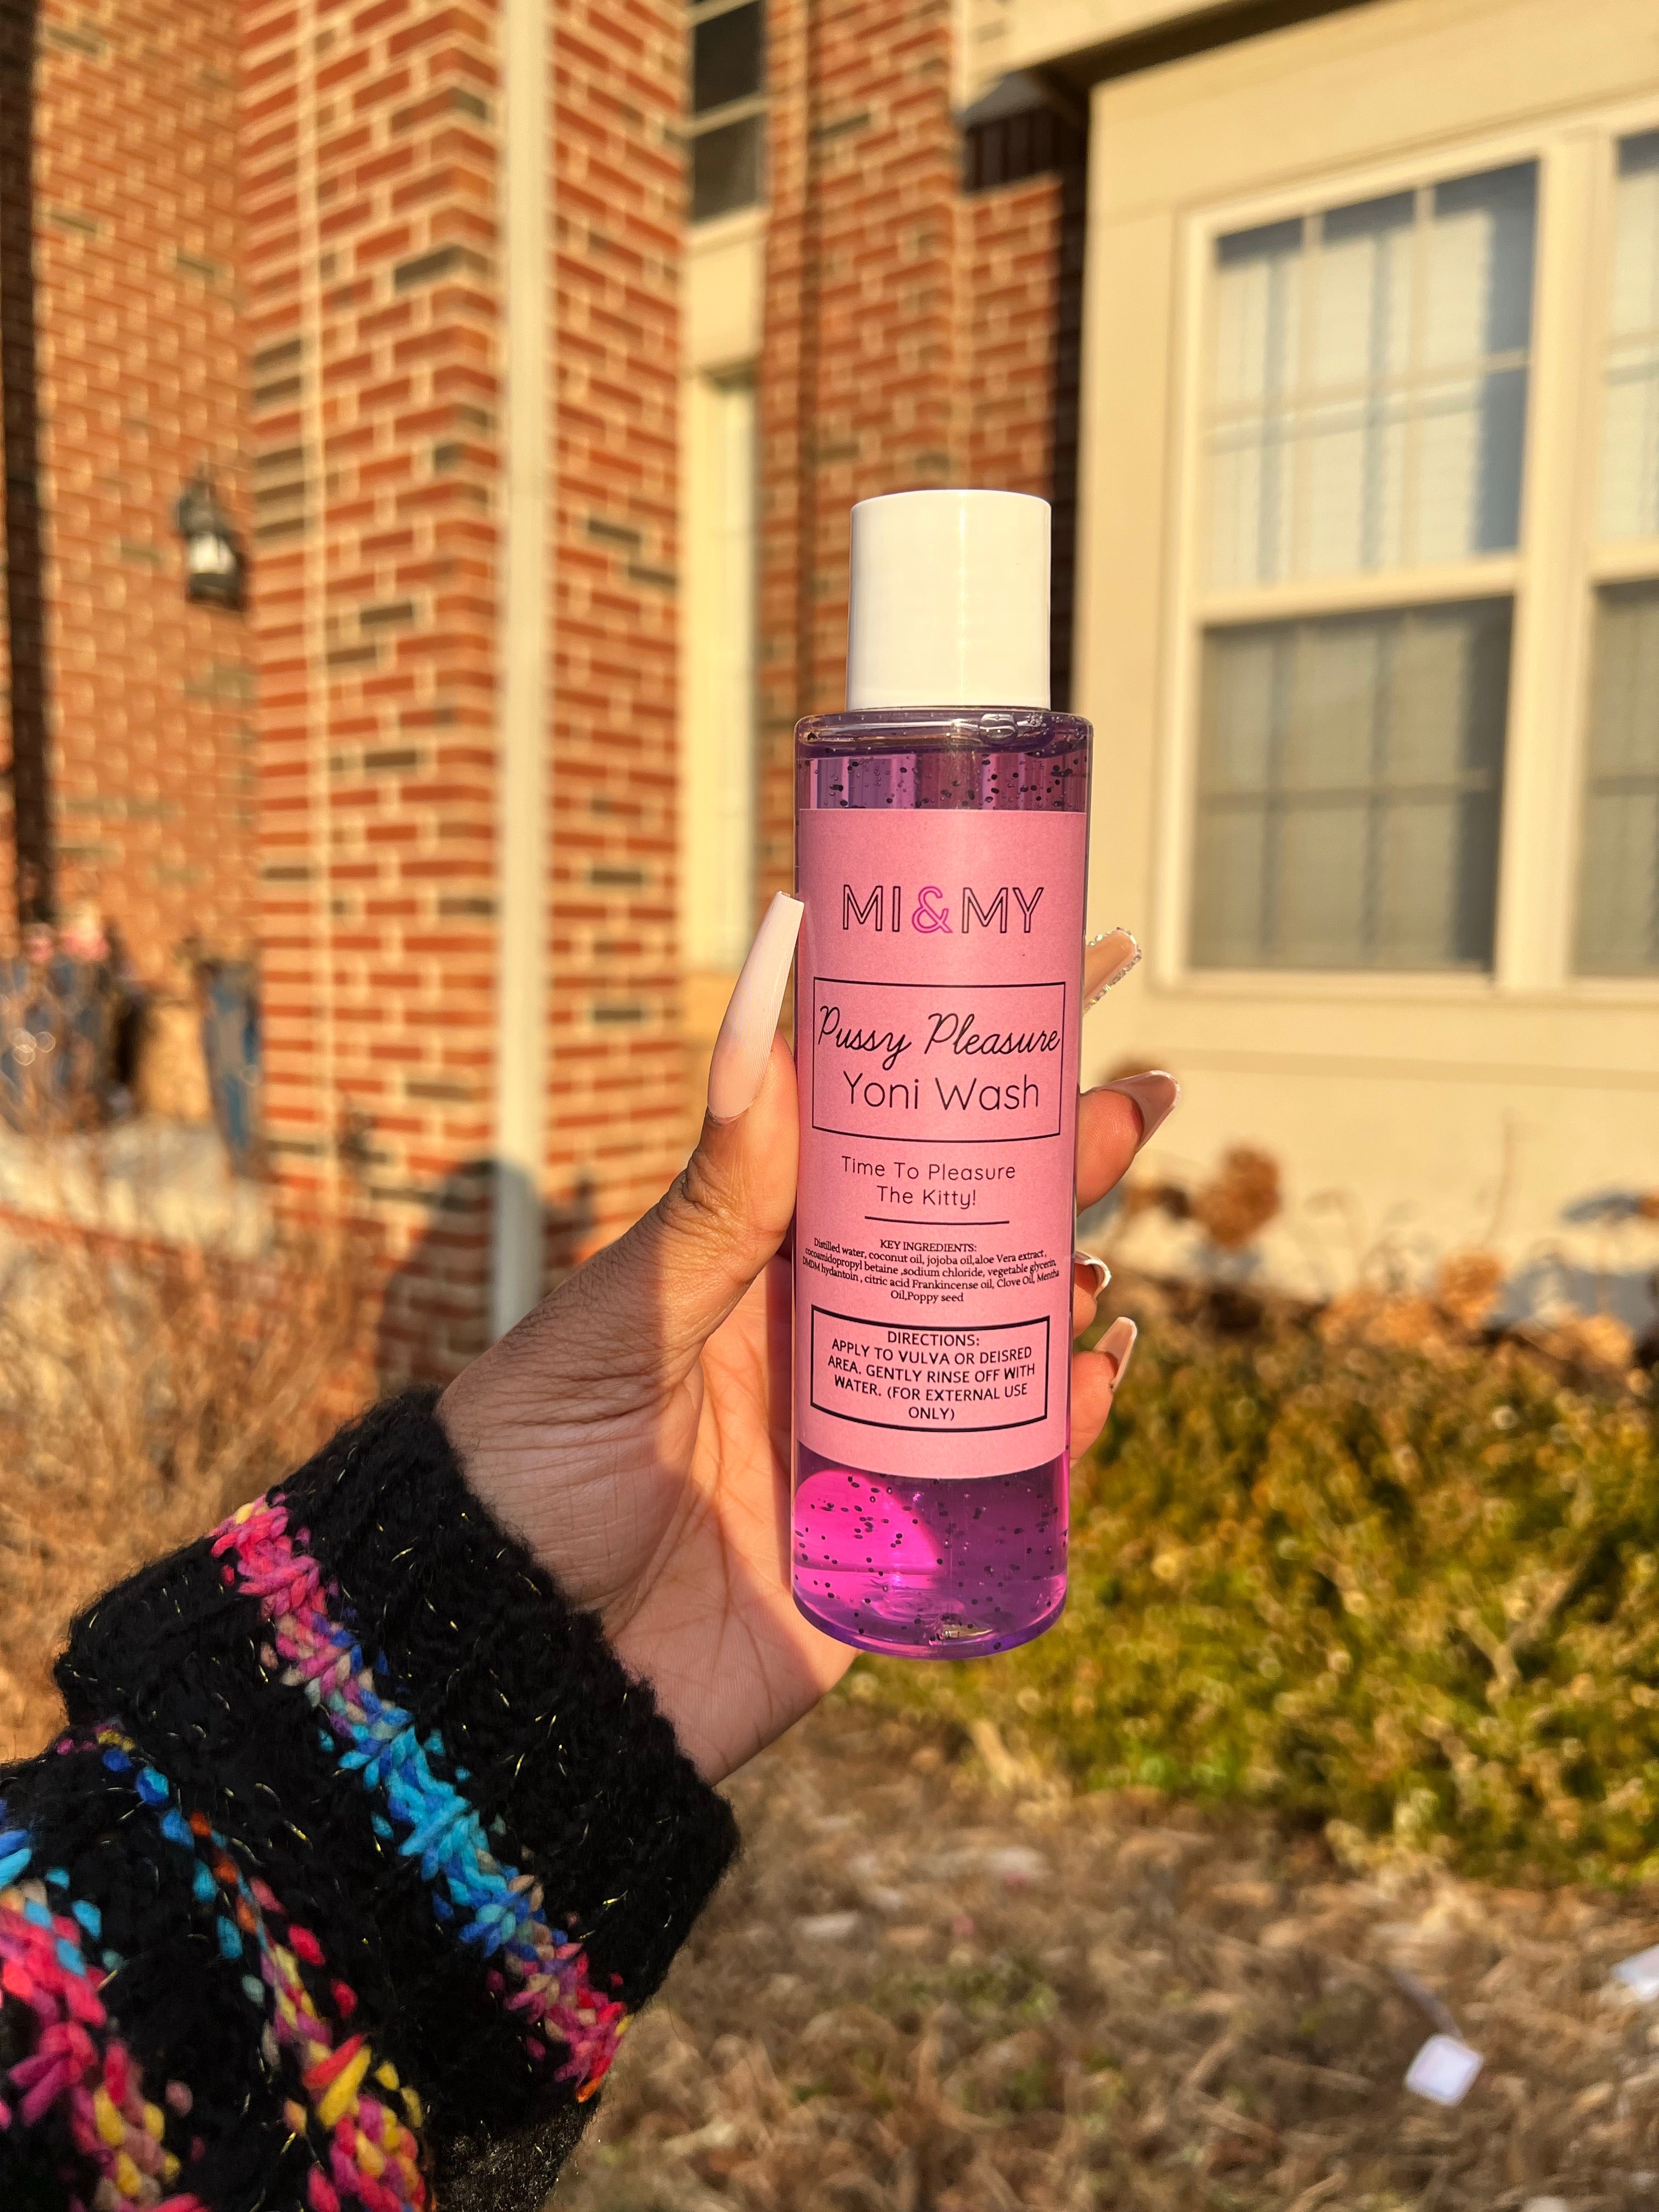 MI&MY
Pussy Pleasure
Yoni Wash
Time To Pleasure
The Kitty!
KEY INGREDIENTS:
Distilled water, coconut oil, jojoba oil,aloe Vera extract,
cocoamidopropyl betaine ,sodium chloride, vegetable glycerin,
DMDM hydantoin , citric acid Frankincense oil, Clove Oil, Mentha
Oil,Poppy seed
DIRECTIONS:
APPLY TO VULVA OR DEISRED
AREA. GENTLY RINSE OFF WITH
WATER. (FOR EXTERNAL USE
ONLY)